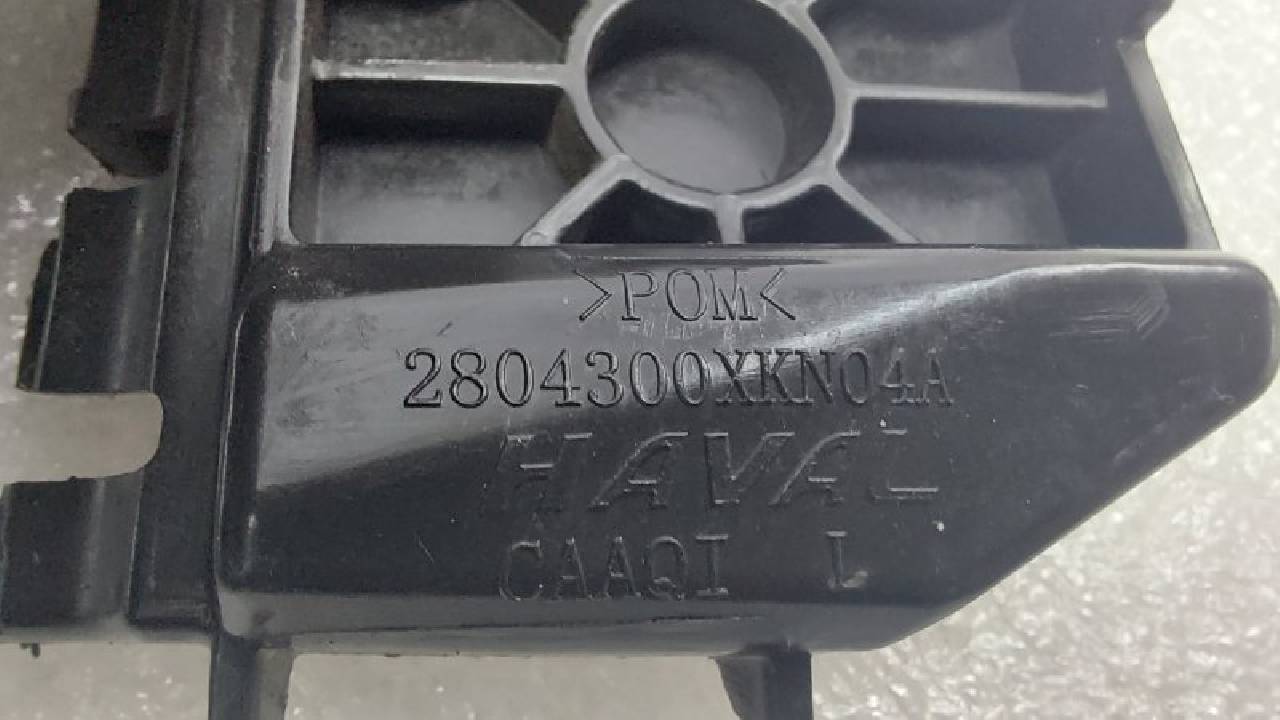 >POM<
2804300XKN04A
HAVAL
CAAQI L